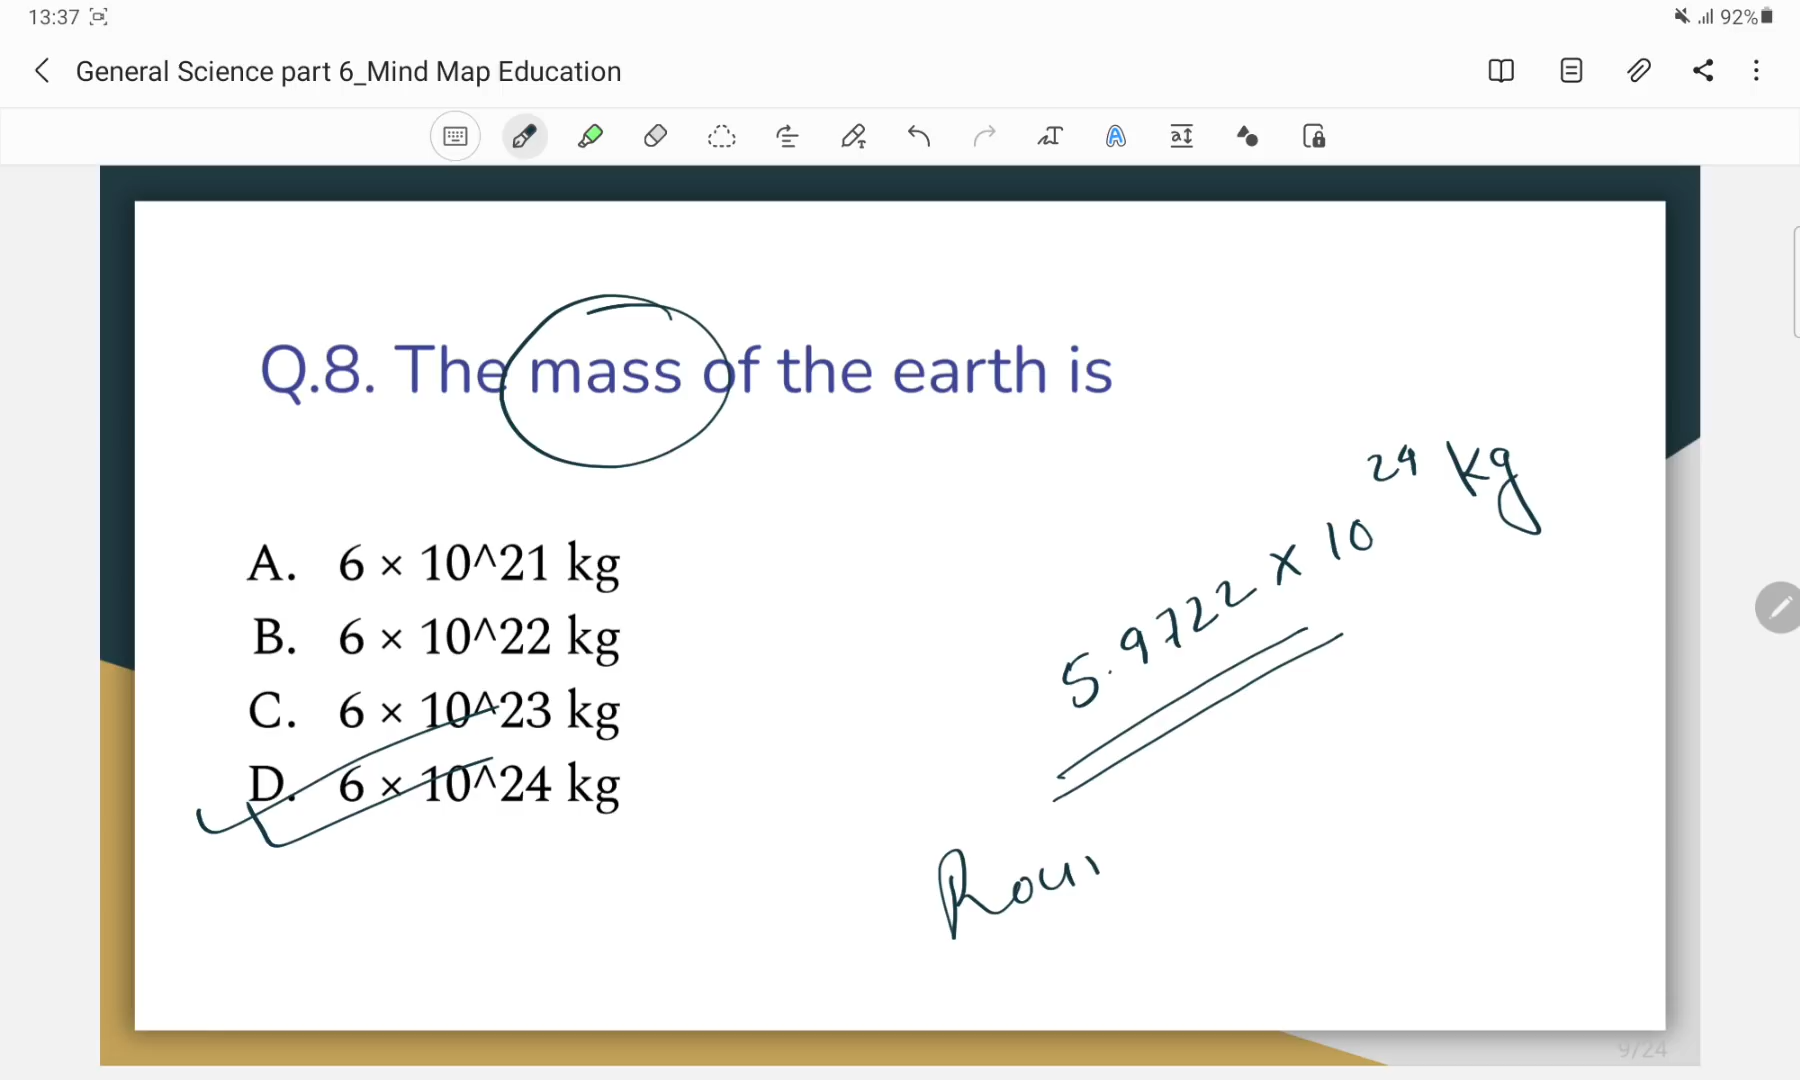 13:37
92%
General Science part 6_Mind Map Education
Q.8. The mass of the earth is
A. 6 × 10^21 kg
B. 6 × 10^22 kg
C. 6 × 10^23 kg
D. 6 × 10^24 kg
5.9722 x 10 24 kg
Roun
9/24